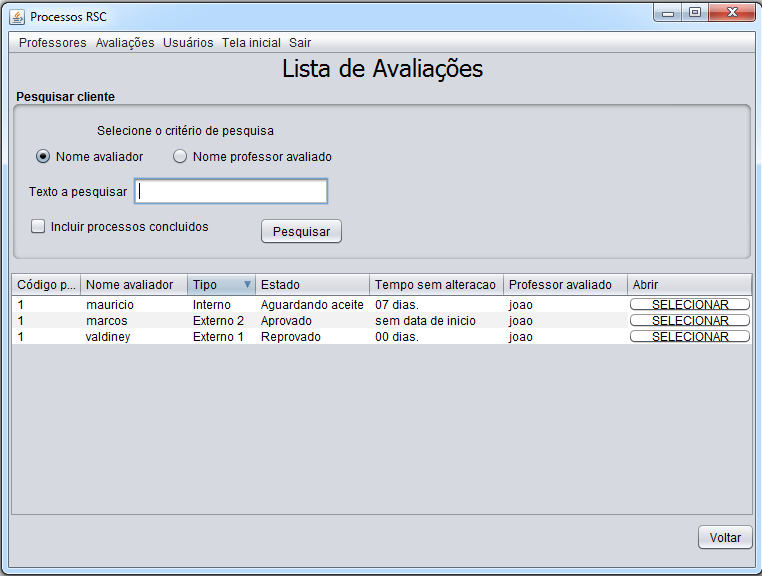 Processos RSC
Professores Avaliações Usuários Tela inicial Sair
Lista de Avaliações
Pesquisar cliente
Selecione o critério de pesquisa
Nome avaliador Nome professor avaliado
Texto a pesquisar
Incluir processos concluidos Pesquisar
Código p... Nome avaliador Tipo Estado Tempo sem alteracao Professor avaliado Abrir
1 mauricio Interno Aguardando aceite 07 dias. joao SELECIONAR
1 marcos Externo 2 Aprovado sem data de inicio joao SELECIONAR
1 valdiney Externo 1 Reprovado 00 dias. joao SELECIONAR
Voltar